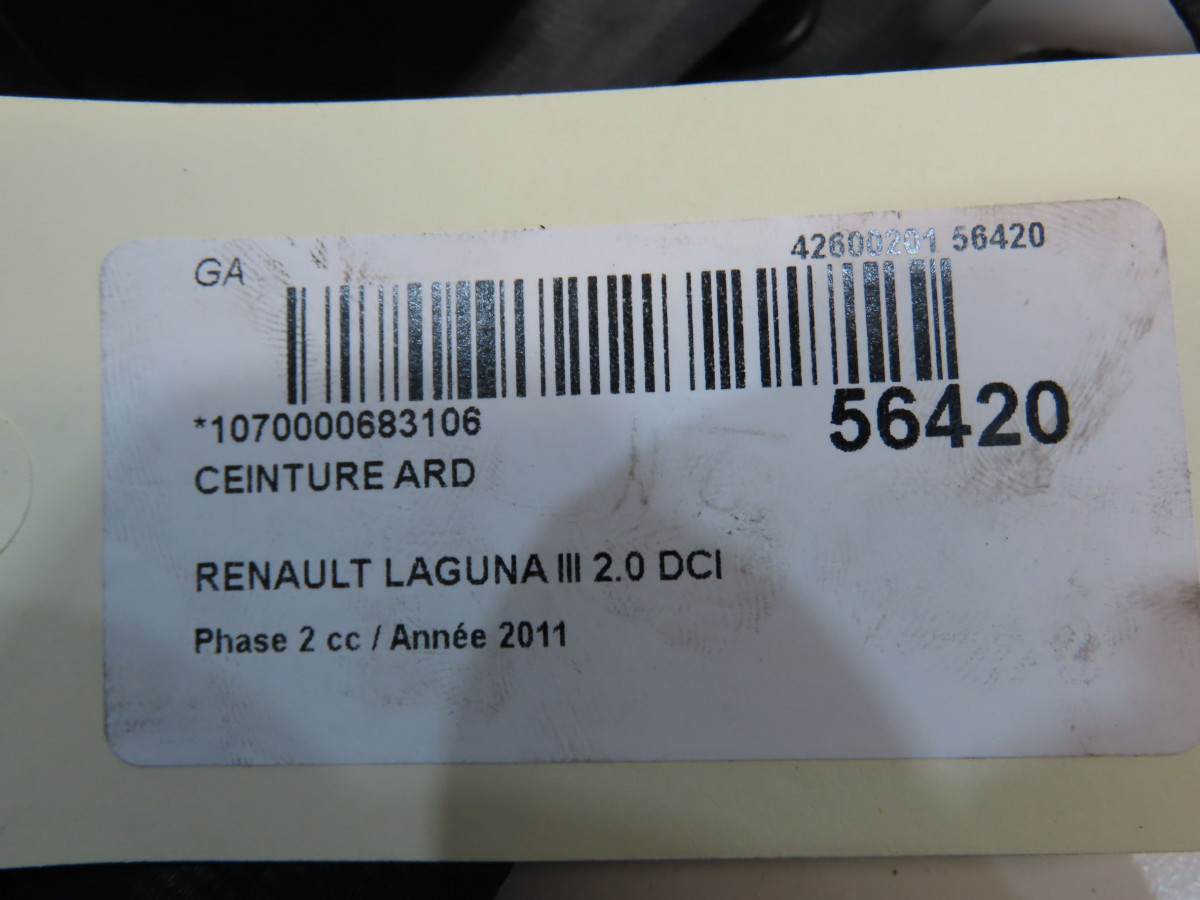 GA
42600201 56420
*1070000683106
56420
CEINTURE ARD
RENAULT LAGUNA III 2.0 DCI
Phase 2 cc / Année 2011